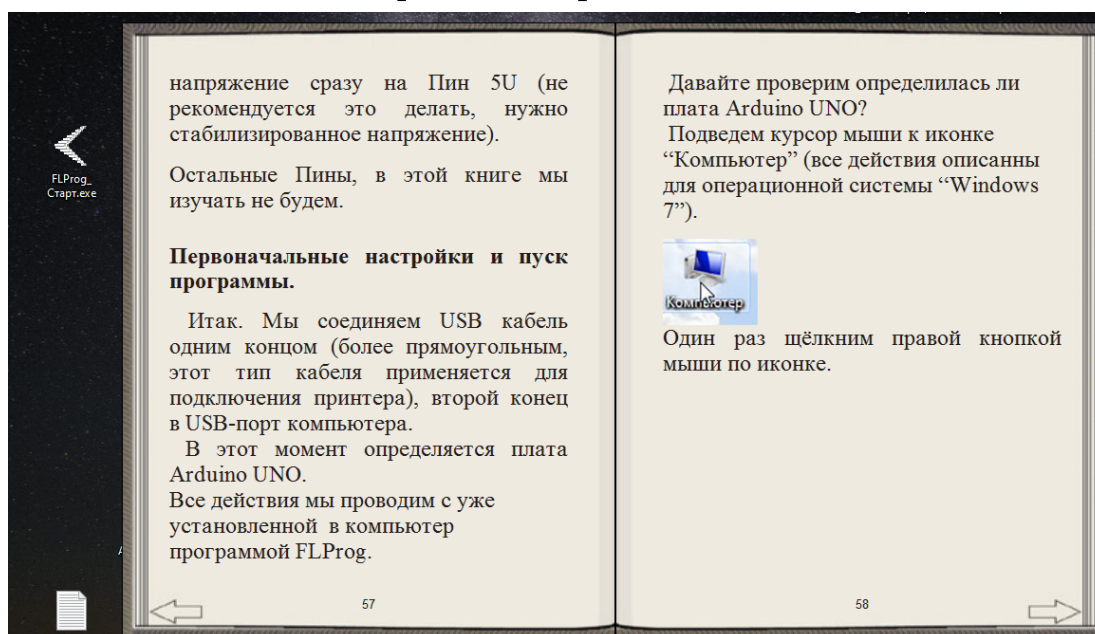 FLProg_
Старт.exe
напряжение сразу на Пин 5U (не
рекомендуется это делать, нужно
стабилизированное напряжение).
Остальные Пины, в этой книге мы
изучать не будем.
Первоначальные настройки и пуск
программы.
Итак. Мы соединяем USB кабель
одним концом (более прямоугольным,
этот тип кабеля применяется для
подключения принтера), второй конец
в USB-порт компьютера.
В этот момент определяется плата
Arduino UNO.
Все действия мы проводим с уже
установленной в компьютер
программой FLProg.
57
Давайте проверим определилась ли
плата Arduino UNO?
Подведем курсор мыши к иконке
“Компьютер” (все действия описанны
для операционной системы “Windows
7”).
Компьютер
Один раз щёлкним правой кнопкой
мыши по иконке.
58